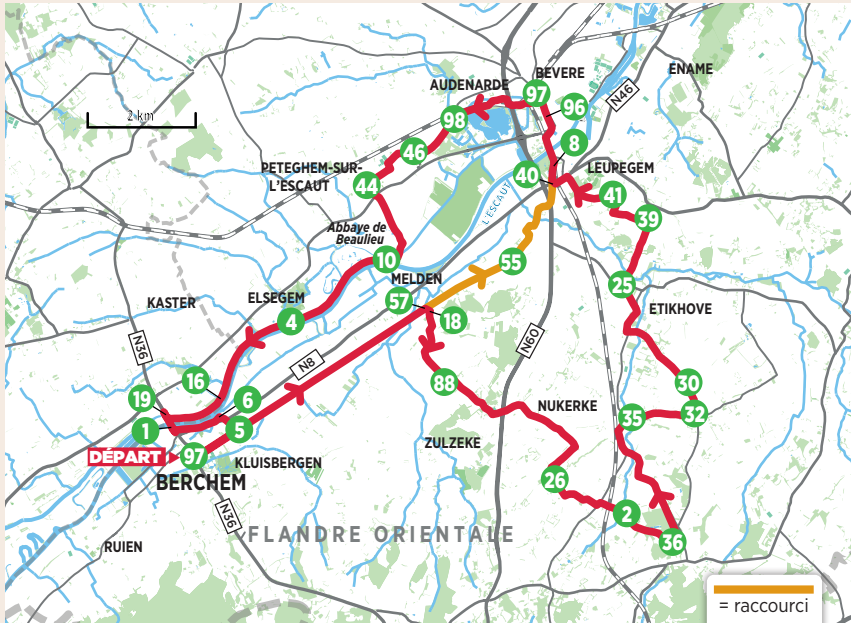 BEVERE
AUDENARDE
ENAME
97
96
N46
2 km
98
8
46
PETEGHEM-SUR-
L'ESCAUT
40
LEUPEGEM
44
41
L'ESCAUT
39
Abbaye de
Beaulieu
10
55
MELDEN
25
57
KASTER
ELSEGEM
4
18
ETIKHOVE
N36
N60
N8
16
88
30
19
6
NUKERKE
32
35
1
5
ZULZEKE
DÉPART
97
KLUISBERGEN
BERCHEM
26
N36
2
FLANDRE ORIENTALE
36
RUIEN
= raccourci